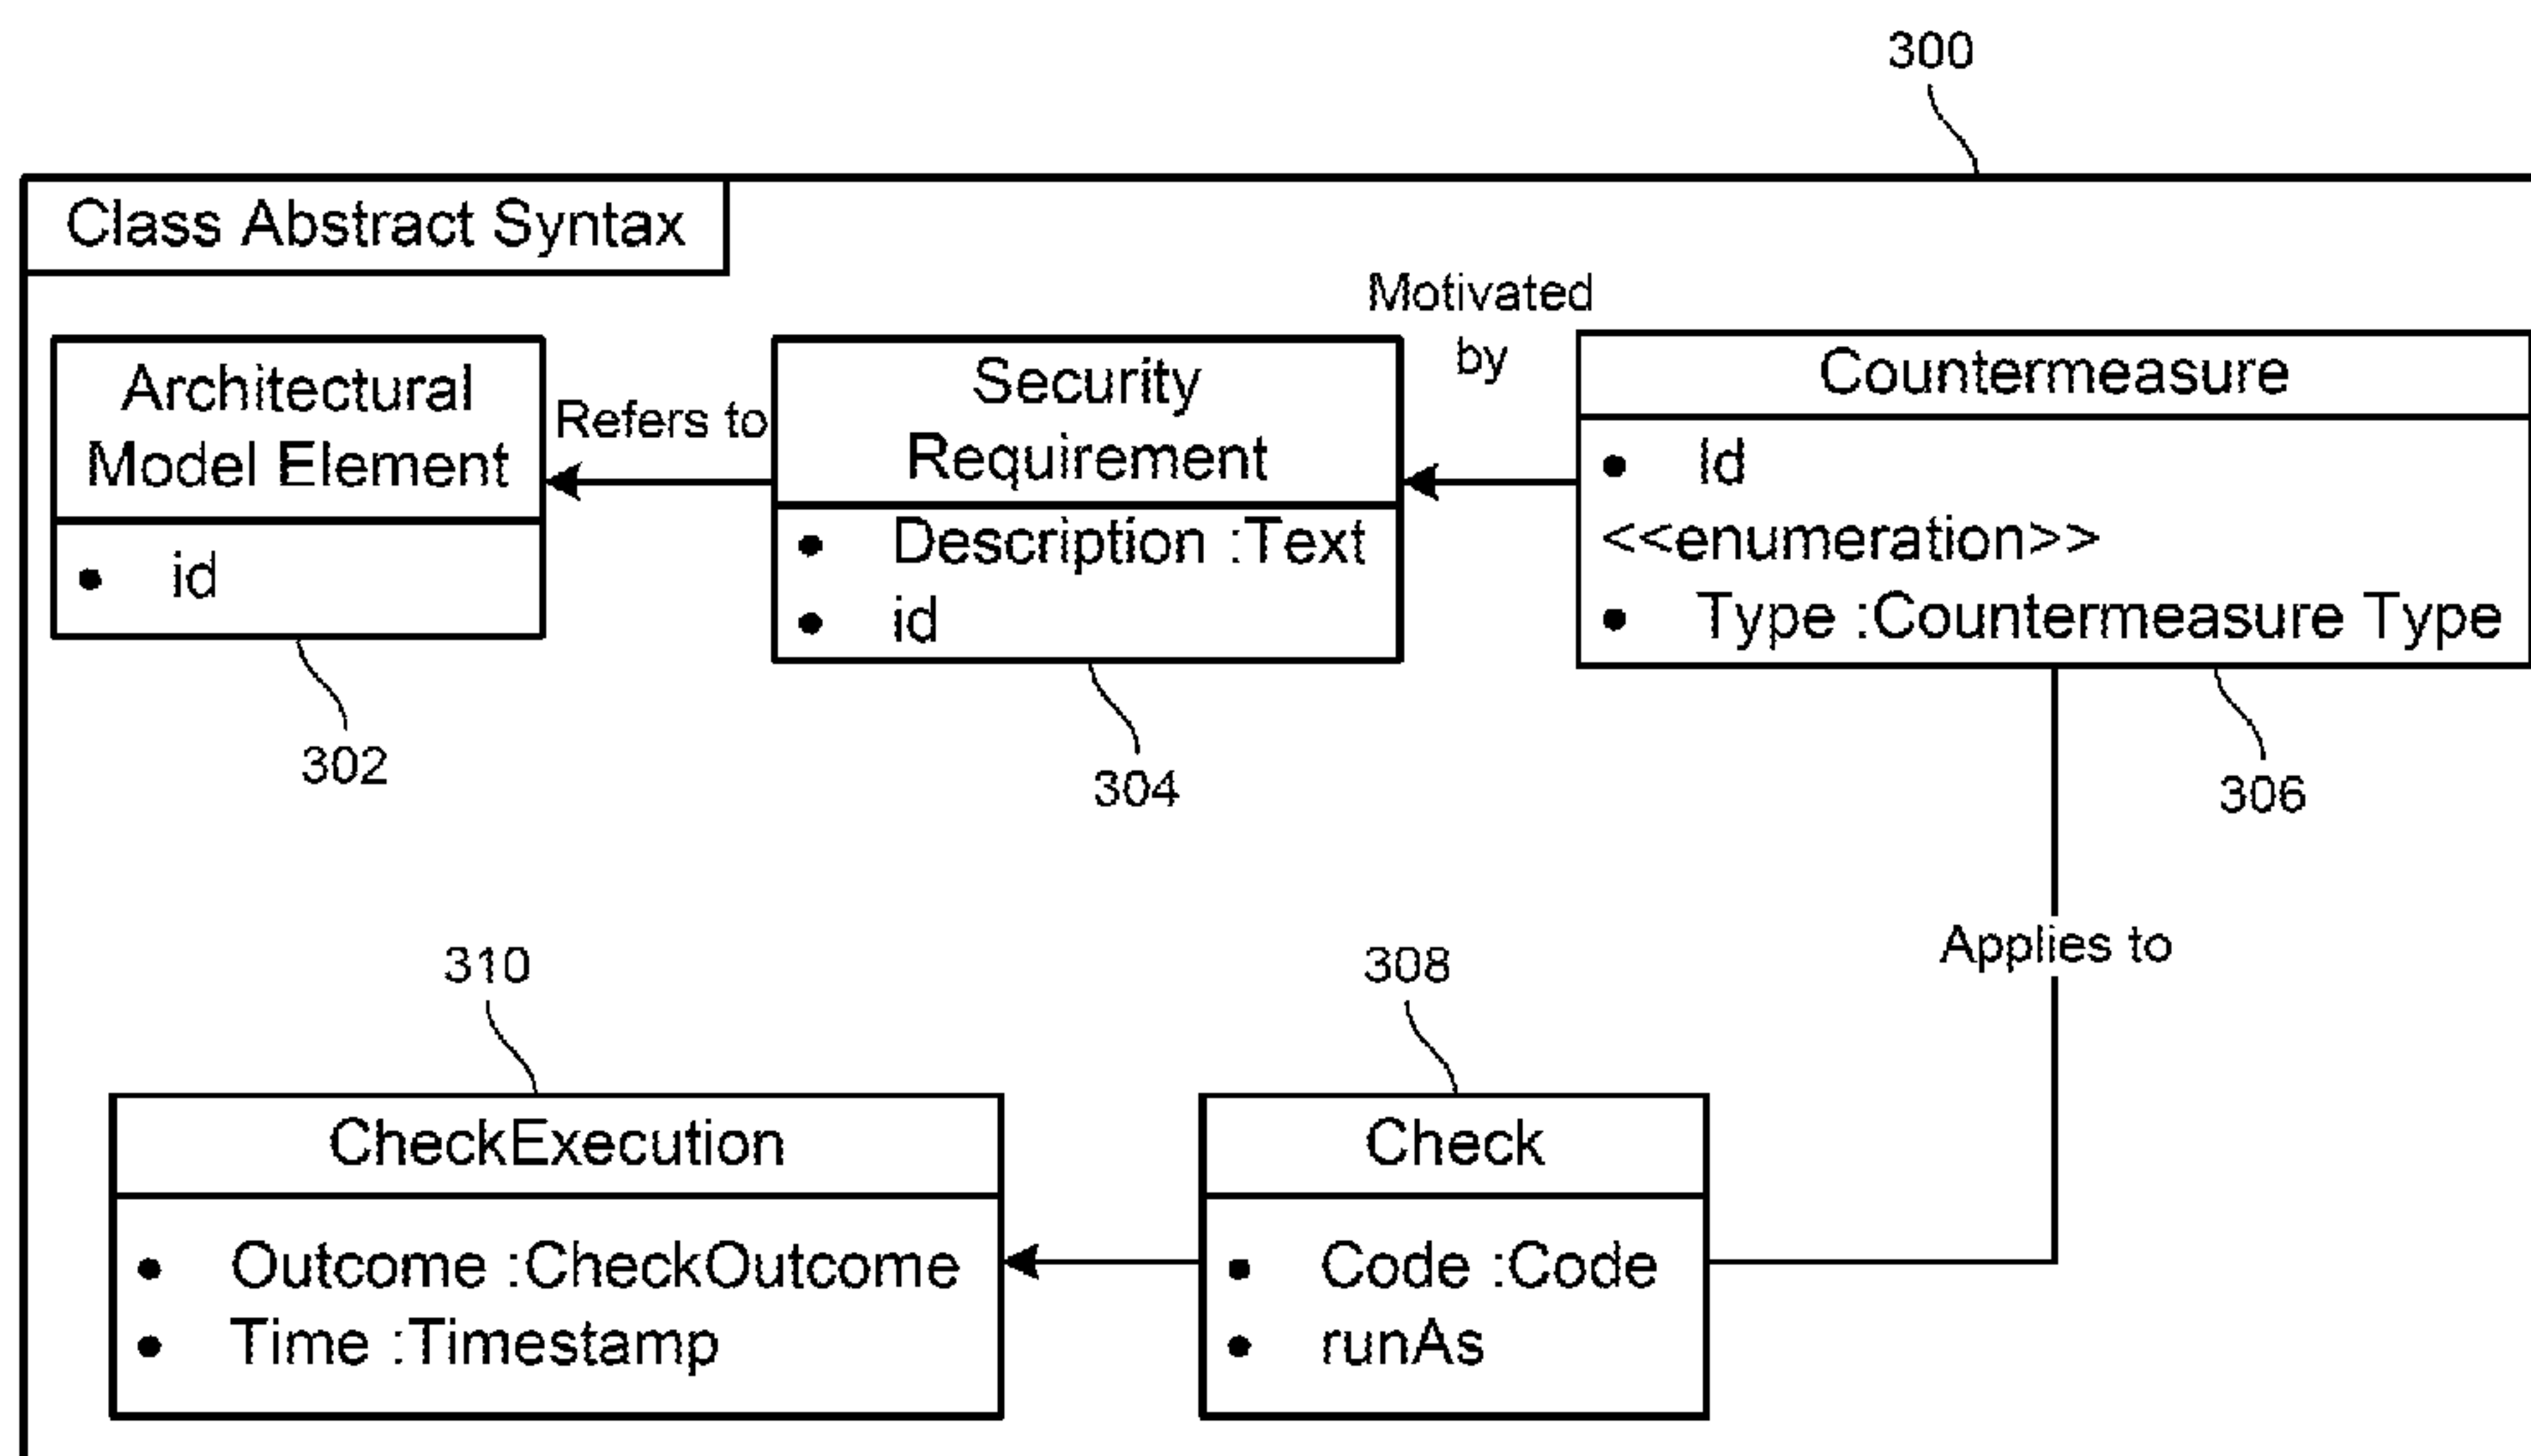 300
Class Abstract Syntax
Architectural
Model Element
• id
302
Refers to
Security
Requirement
• Description :Text
• id
304
Motivated
by
Countermeasure
• Id
<<enumeration>>
• Type :Countermeasure Type
306
Applies to
310
CheckExecution
• Outcome :CheckOutcome
• Time :Timestamp
308
Check
• Code :Code
• runAs